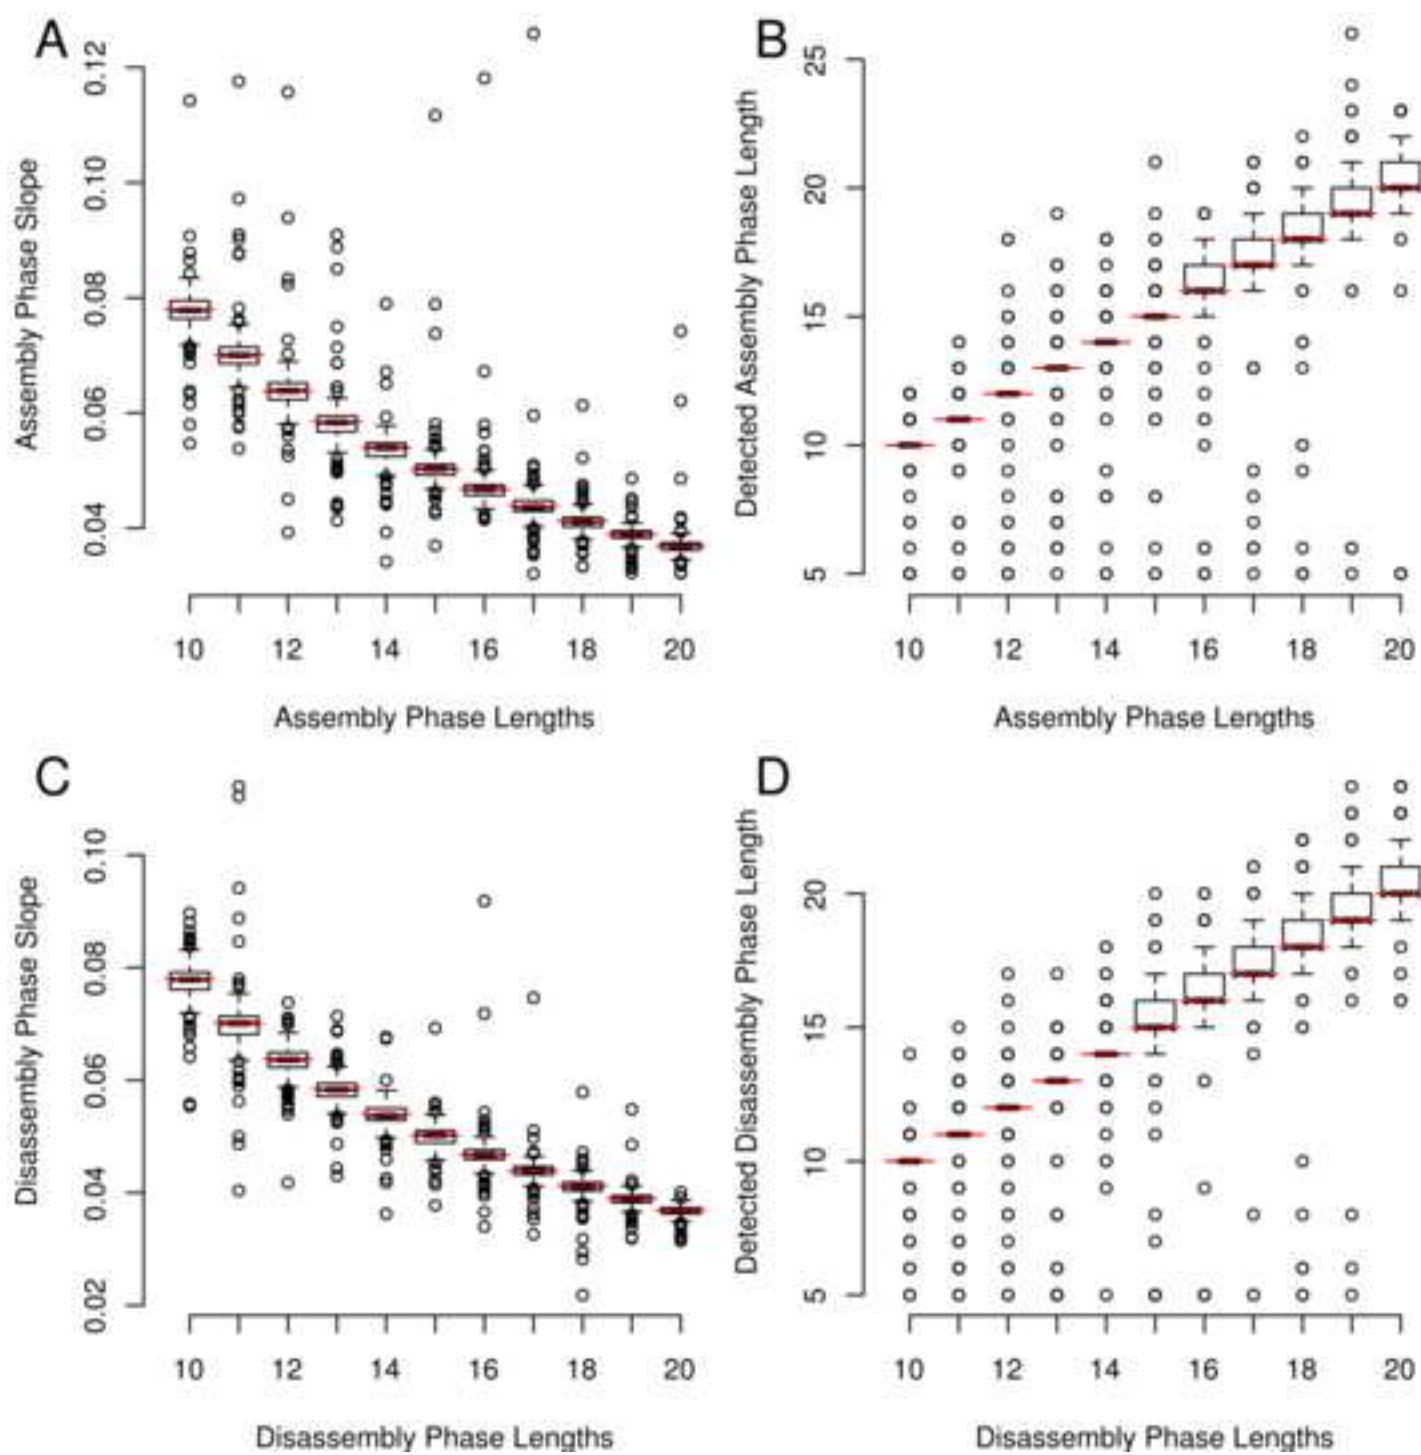 A
Assembly Phase Slope
0.12
0.10
0.08
0.06
0.04
10 12 14 16 18 20
Assembly Phase Lengths
B
Detected Assembly Phase Length
25
20
15
10
5
10 12 14 16 18 20
Assembly Phase Lengths
C
Disassembly Phase Slope
0.10
0.08
0.06
0.04
0.02
10 12 14 16 18 20
Disassembly Phase Lengths
D
Detected Disassembly Phase Length
20
15
10
5
10 12 14 16 18 20
Disassembly Phase Lengths